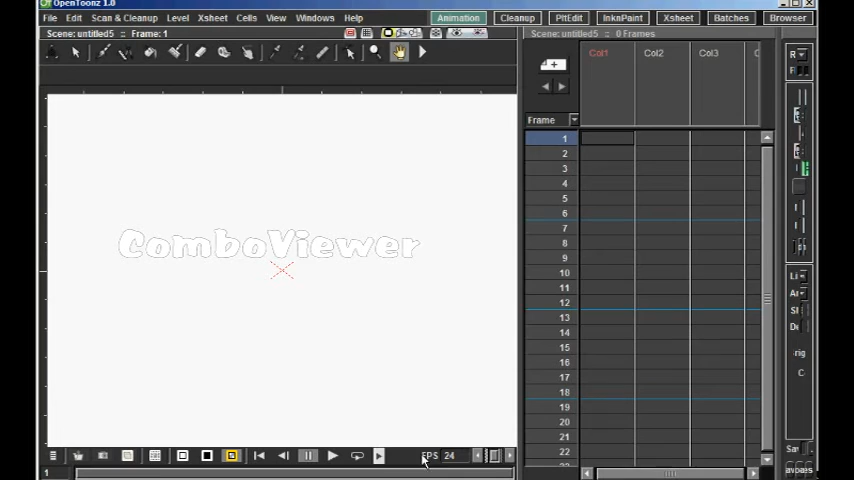 OpenToonz 1.0
File Edit Scan & Cleanup Level Xsheet Cells View Windows Help Animation Cleanup PltEdit InknPaint Xsheet Batches Browser
Scene: untitled5 :: Frame: 1
Scene: untitled5 :: 0 Frames
Col1 Col2 Col3
Frame
1
2
3
4
5
6
7
8
9
10
11
12
13
14
15
16
17
18
19
20
21
22
ComboViewer
FPS 24
1